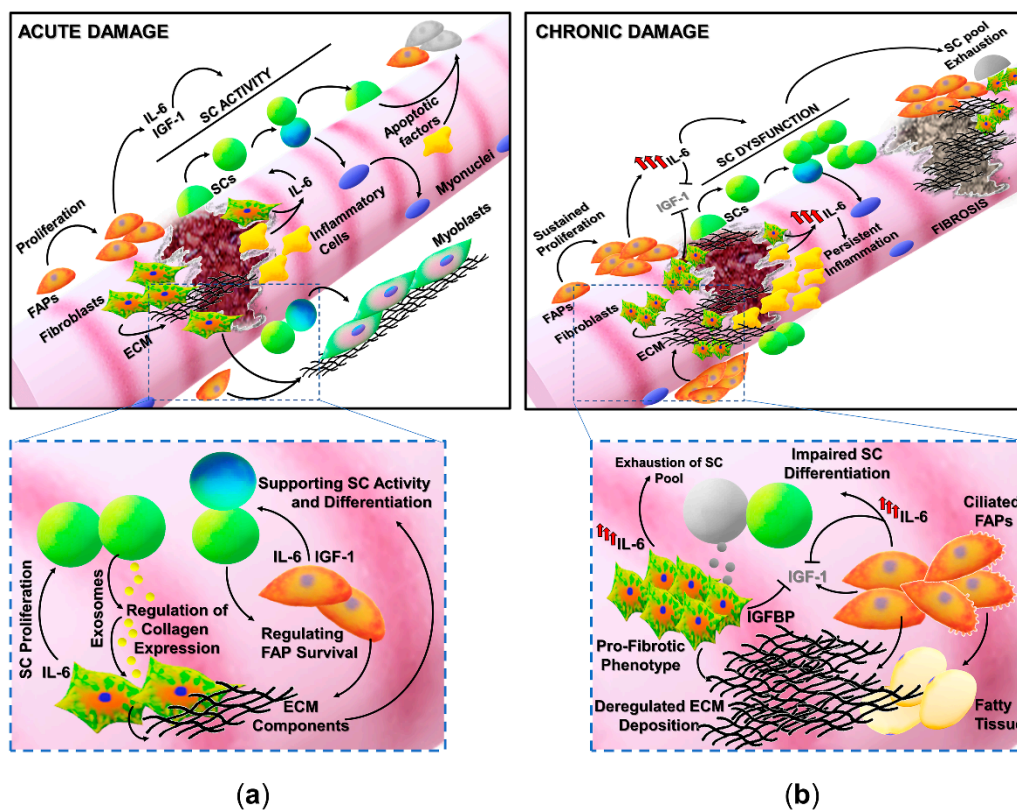 ACUTE DAMAGE
IL-6
IGF-1
SC ACTIVITY
Proliferation
FAPs
SCs
IL-6
Apoptotic
factors
Myonuclei
Inflammatory
Cells
Myoblasts
Fibroblasts
ECM
CHRONIC DAMAGE
SC pool
Exhaustion
SC DYSFUNCTION
IL-6
IGF-1
Sustained
Proliferation
FAPs
SCs
IL-6
Persistent
Inflammation
FIBROSIS
Fibroblasts
ECM
Supporting SC Activity
and Differentiation
IL-6
IGF-1
SC Proliferation
Exosomes
Regulation of
Collagen
Expression
Regulating
FAP Survival
IL-6
ECM
Components
Exhaustion of SC
Pool
Impaired SC
Differentiation
IL-6
IL-6
Ciliated
FAPs
IGF-1
IGFBP
Pro-Fibrotic
Phenotype
Deregulated ECM
Deposition
Fatty
Tissue
(a)
(b)